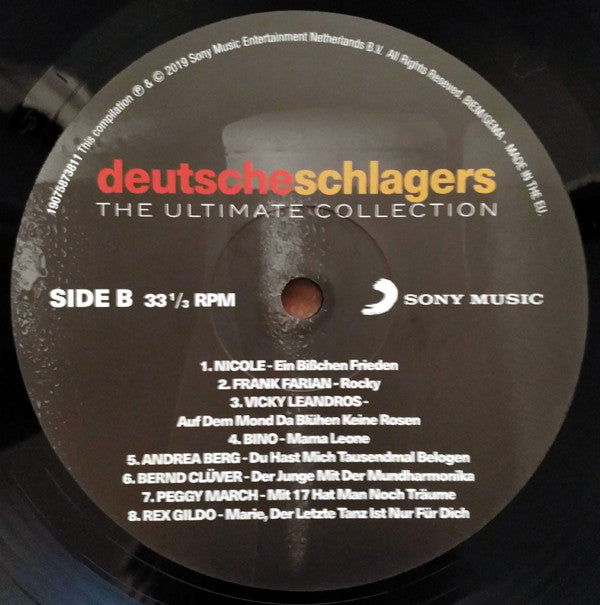 19075873811 This compilation ℗ & © 2019 Sony Music Entertainment Netherlands B.V. All Rights Reserved. BIEM/GEMA - MADE IN THE EU.
deutscheschlagers
THE ULTIMATE COLLECTION
SIDE B 33 1/3 RPM
SONY MUSIC
1. NICOLE - Ein Bißchen Frieden
2. FRANK FARIAN - Rocky
3. VICKY LEANDROS -
Auf Dem Mond Da Blühen Keine Rosen
4. BINO - Mama Leone
5. ANDREA BERG - Du Hast Mich Tausendmal Belogen
6. BERND CLÜVER - Der Junge Mit Der Mundharmonika
7. PEGGY MARCH - Mit 17 Hat Man Noch Träume
8. REX GILDO - Marie, Der Letzte Tanz Ist Nur Für Dich